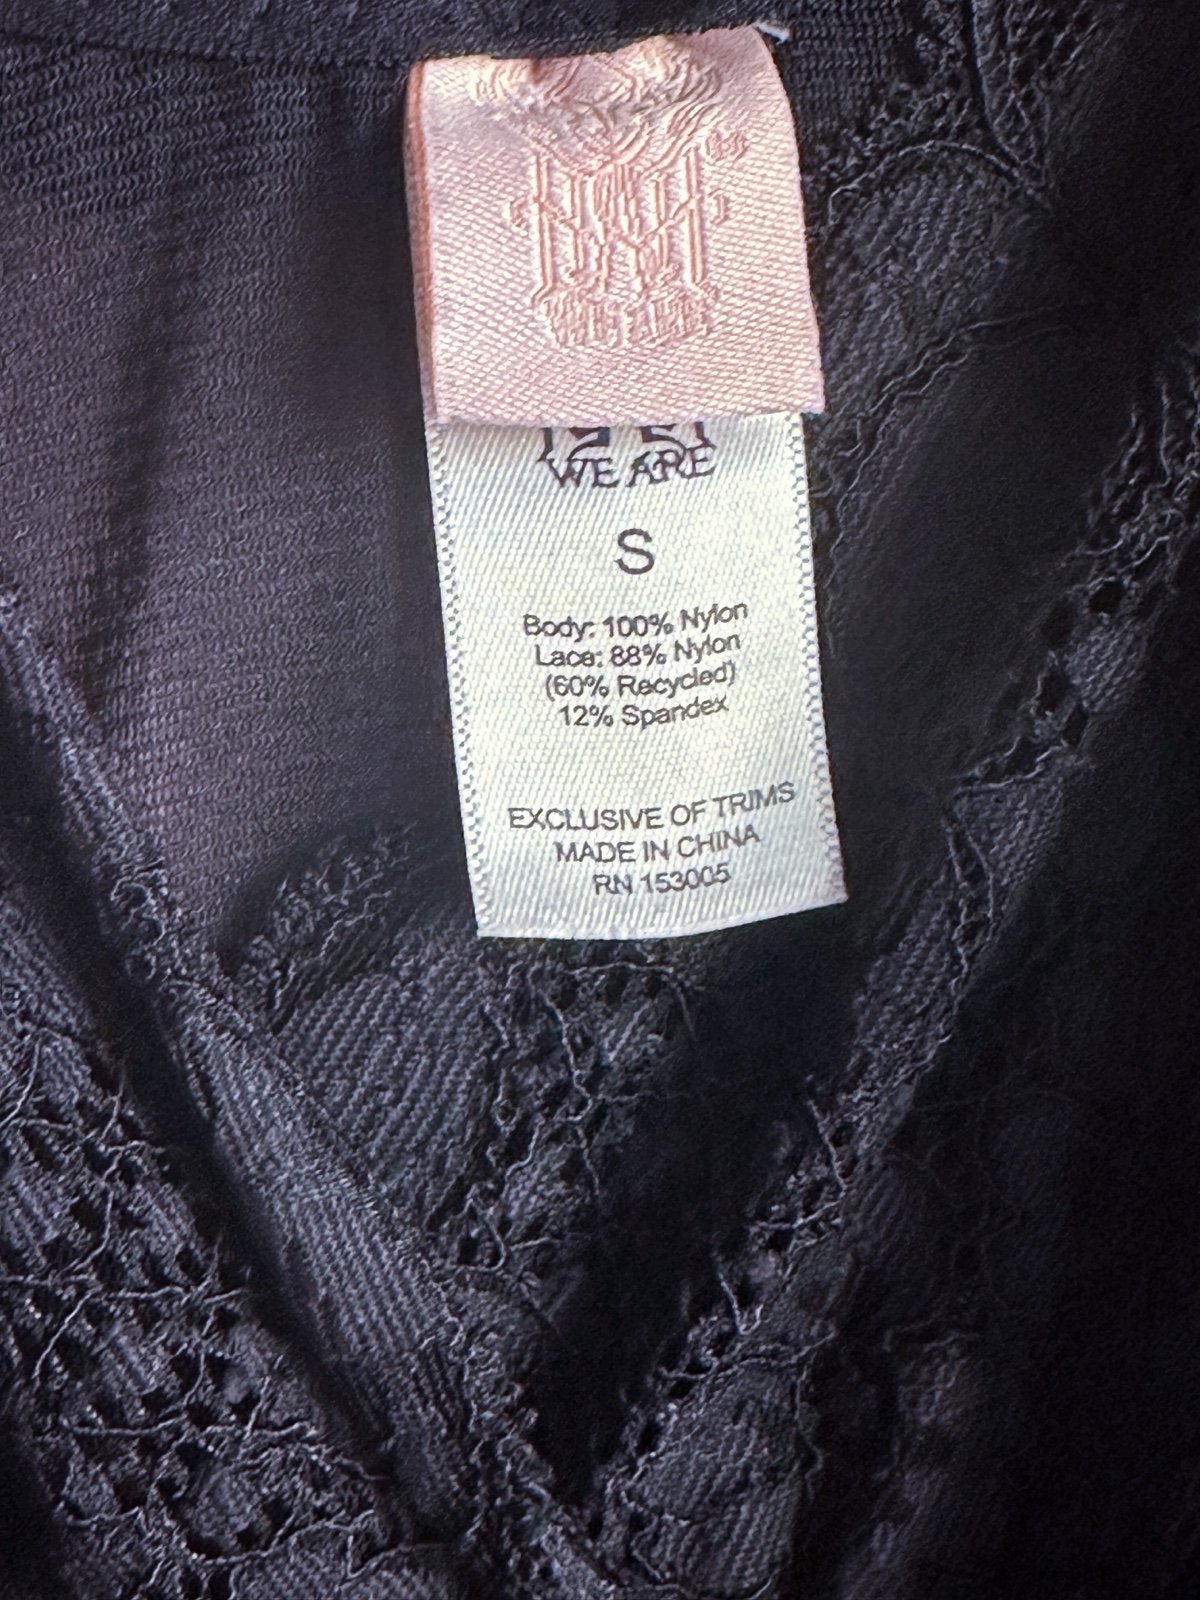 WE ARE
S
Body: 100% Nylon
Lace: 88% Nylon
(60% Recycled)
12% Spandex
EXCLUSIVE OF TRIMS
MADE IN CHINA
RN 153005